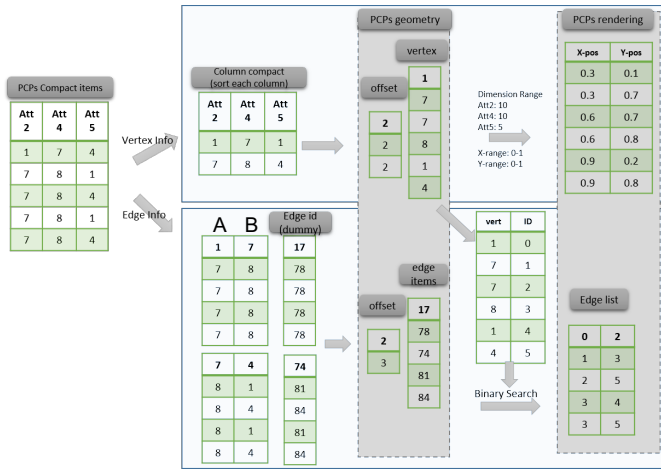 PCPs geometry
PCPs rendering
vertex
X-pos Y-pos
0.3 0.1
0.3 0.7
0.6 0.7
0.6 0.8
0.9 0.2
0.9 0.8
PCPs Compact items
Att 2 Att 4 Att 5
1 7 4
7 8 1
7 8 4
7 8 1
7 8 4
Vertex Info
Edge Info
Column compact
(sort each column)
Att 2 Att 4 Att 5
1 7 1
7 8 4
offset
2
2
2
1
7
7
8
1
4
Dimension Range
Att2: 10
Att4: 10
Att5: 5
X-range: 0-1
Y-range: 0-1
A B
Edge id
(dummy)
1 7 17
7 8 78
7 8 78
7 8 78
7 8 78
7 4 74
8 1 81
8 4 84
8 1 81
8 4 84
offset
2
3
edge
items
17
78
74
81
84
vert ID
1 0
7 1
7 2
8 3
1 4
4 5
Binary Search
Edge list
0 2
1 3
2 5
3 4
3 5